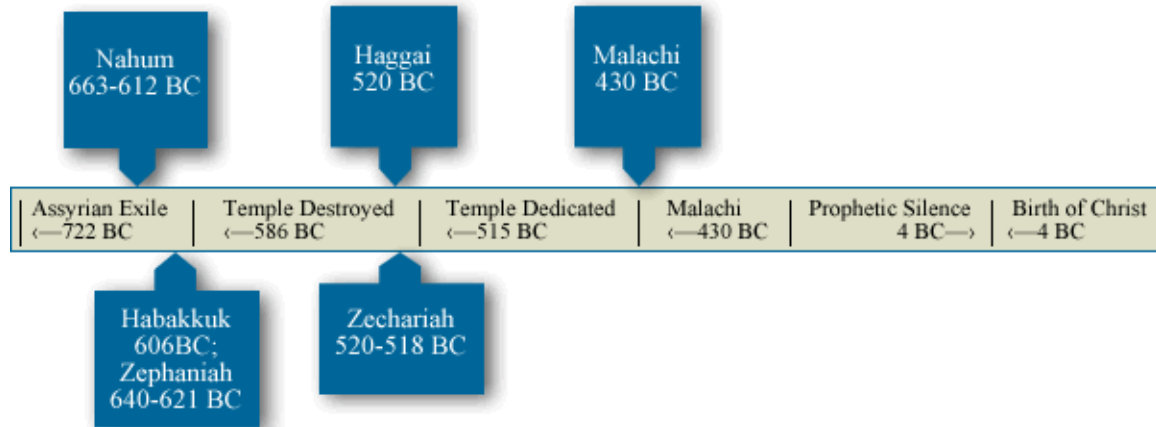 Nahum
663-612 BC
Haggai
520 BC
Malachi
430 BC
Assyrian Exile
‹—722 BC
Temple Destroyed
‹—586 BC
Temple Dedicated
‹—515 BC
Malachi
‹—430 BC
Prophetic Silence
4 BC—›
Birth of Christ
‹—4 BC
Habakkuk
606BC;
Zephaniah
640-621 BC
Zechariah
520-518 BC